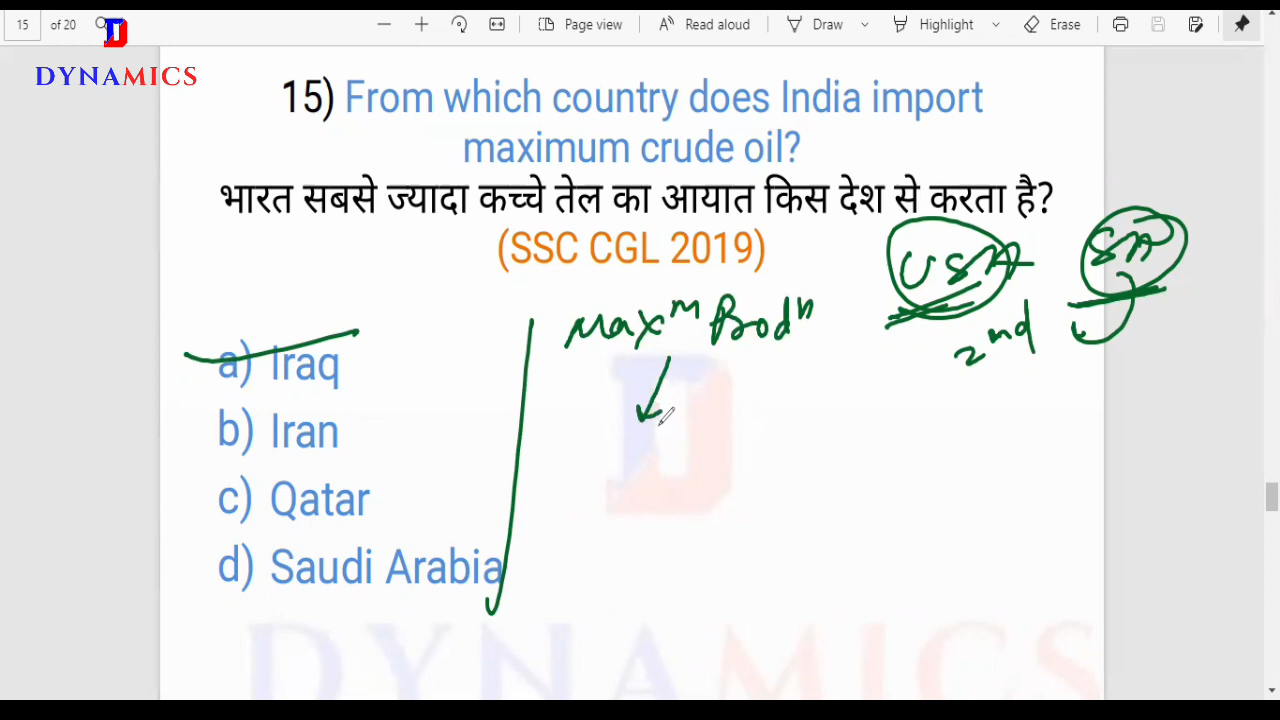 15 of 20
Page view
Read aloud
Draw
Highlight
Erase
DYNAMICS
15) From which country does India import
maximum crude oil?
भारत सबसे ज्यादा कच्चे तेल का आयात किस देश से करता है?
(SSC CGL 2019)
USA
SA
2nd
Maxᵐ Prodⁿ
a) Iraq
b) Iran
c) Qatar
d) Saudi Arabia
DYNAMICS